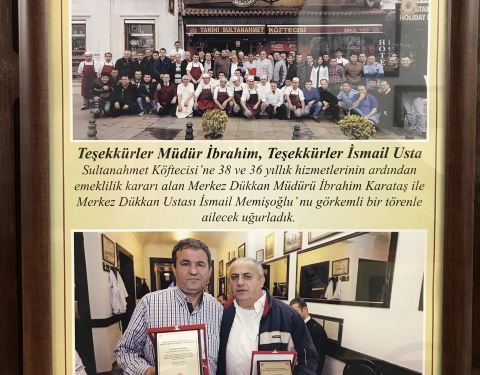 TARİHİ SULTANAHMET KÖFTECİSİ
HOTEL
HOLIDAY
Teşekkürler Müdür İbrahim, Teşekkürler İsmail Usta
Sultanahmet Köftecisi'ne 38 ve 36 yıllık hizmetlerinin ardından
emeklilik kararı alan Merkez Dükkan Müdürü İbrahim Karataş ile
Merkez Dükkan Ustası İsmail Memişoğlu'nu görkemli bir törenle
ailecek uğurladık.